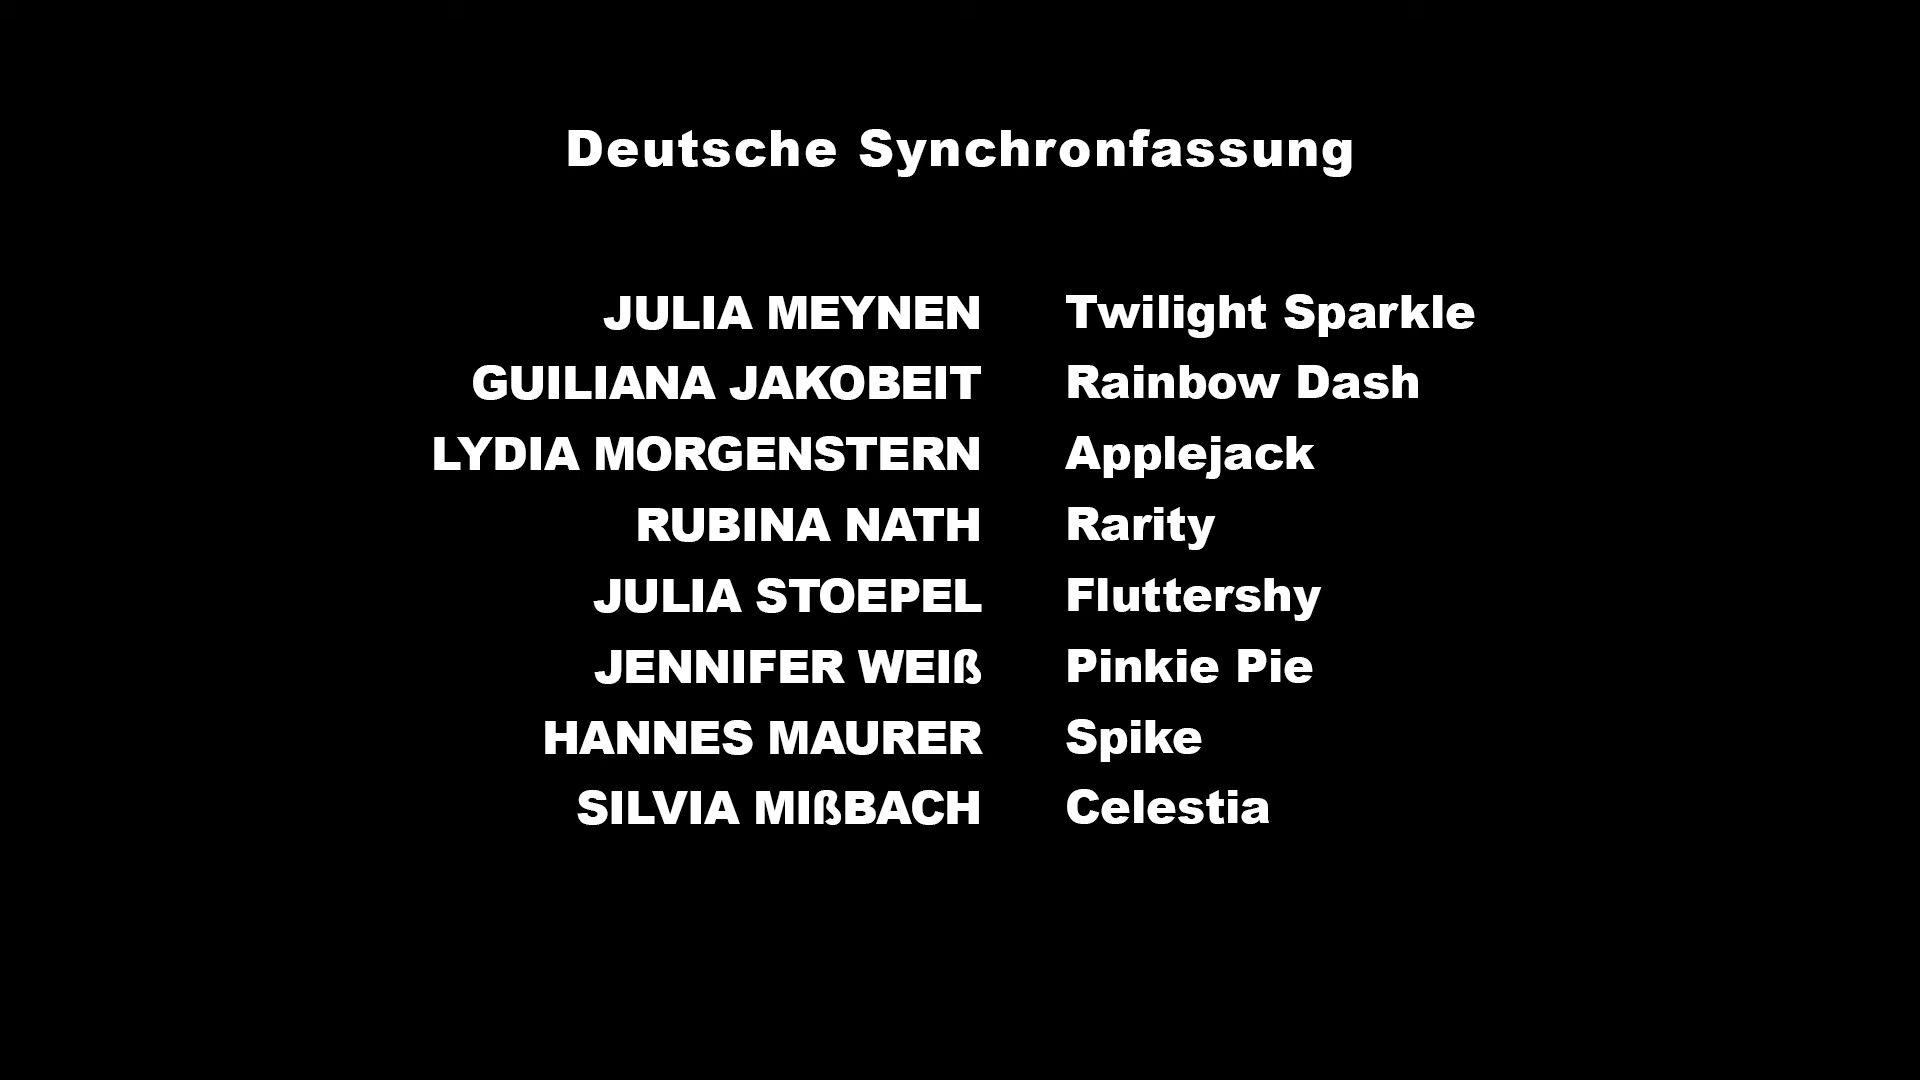 Deutsche Synchronfassung
JULIA MEYNEN Twilight Sparkle
GUILIANA JAKOBEIT Rainbow Dash
LYDIA MORGENSTERN Applejack
RUBINA NATH Rarity
JULIA STOEPEL Fluttershy
JENNIFER WEIß Pinkie Pie
HANNES MAURER Spike
SILVIA MIßBACH Celestia